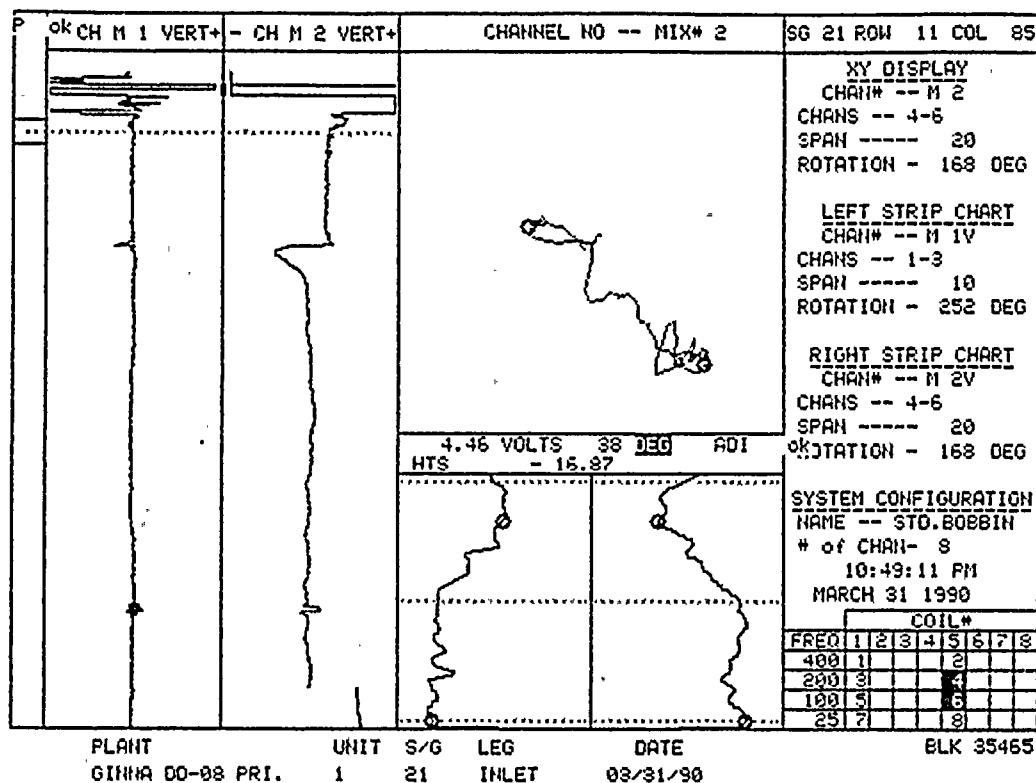 P ok CH M 1 VERT+ - CH M 2 VERT+ CHANNEL NO -- MIX# 2 SG 21 ROW 11 COL 85
XY DISPLAY
CHAN# -- M 2
CHANS -- 4-6
SPAN ----- 20
ROTATION - 168 DEG
LEFT STRIP CHART
CHAN# -- M 1V
CHANS -- 1-3
SPAN ----- 10
ROTATION - 252 DEG
RIGHT STRIP CHART
CHAN# -- M 2V
CHANS -- 4-6
SPAN ----- 20
ok ROTATION - 168 DEG
4.46 VOLTS 38 DEG ADI
HTS - 16.87
SYSTEM CONFIGURATION
NAME -- STD.BOBBIN
# of CHAN- 8
10:49:11 PM
MARCH 31 1990
COIL#
FREQ 1 2 3 4 5 6 7 8
400 1 2
200 3 4
100 5 6
25 7 8
PLANT UNIT S/G LEG DATE BLK 35465
GINNA DO-08 PRI. 1 21 INLET 03/31/90